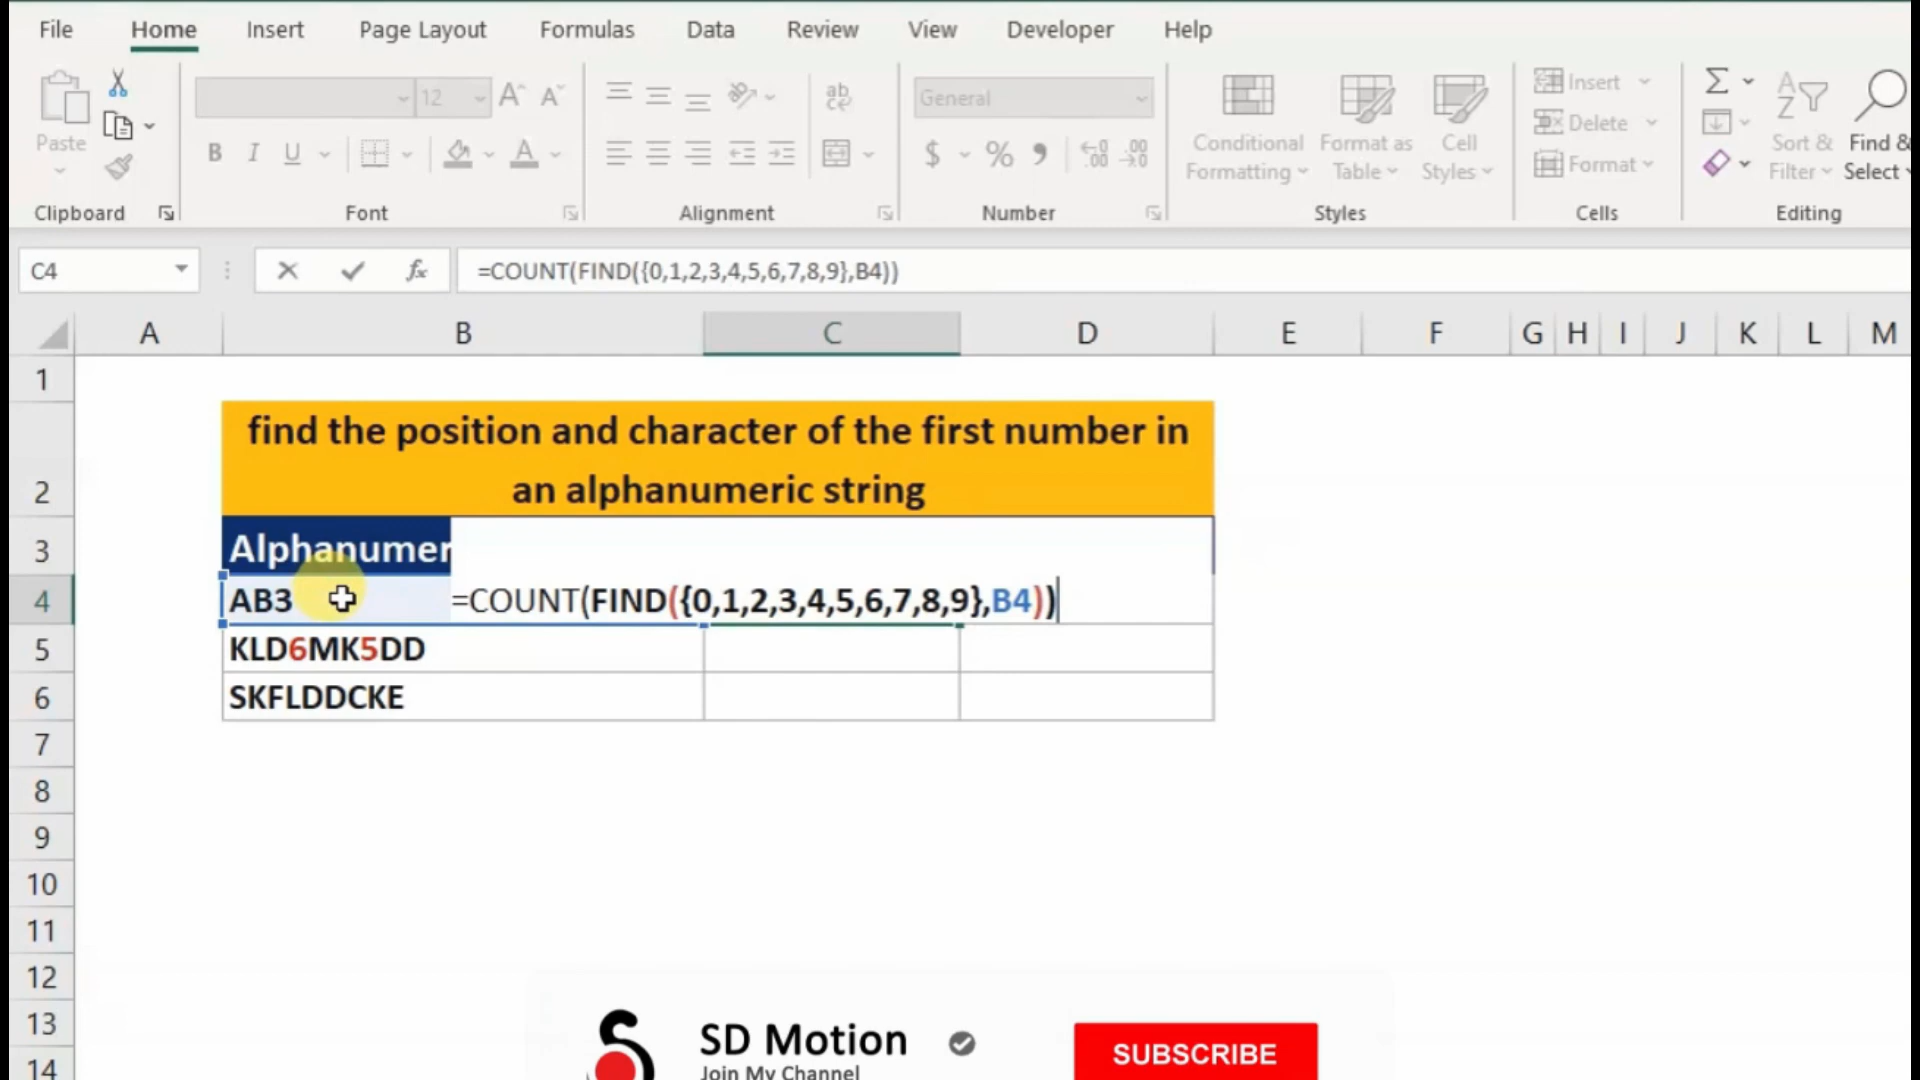 File Home Insert Page Layout Formulas Data Review View Developer Help
Paste
12
B I U
A A
A
ab
General
$ % 9
.00 .00
Conditional Formatting
Format as Table
Cell Styles
Insert
Delete
Format
Σ
Sort & Filter
Find & Select
Clipboard Font Alignment Number Styles Cells Editing
C4 fx =COUNT(FIND({0,1,2,3,4,5,6,7,8,9},B4))
A B C D E F G H I J K L M
1
find the position and character of the first number in
2 an alphanumeric string
3 Alphanumer
4 AB3 =COUNT(FIND({0,1,2,3,4,5,6,7,8,9},B4))
5 KLD6MK5DD
6 SKFLDDCKE
7
8
9
10
11
12
13
14
SD Motion
Join My Channel
SUBSCRIBE